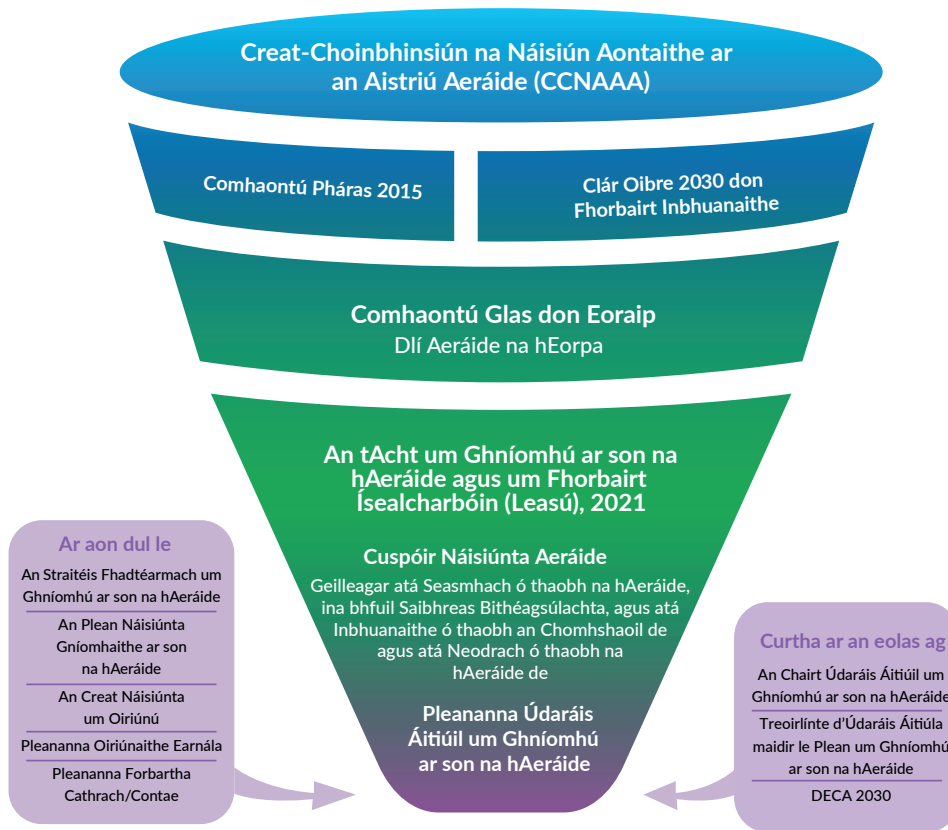 Creat-Choinbhinsiún na Náisiún Aontaithe ar
an Aistriú Aeráide (CCNAAA)
Comhaontú Pháras 2015
Clár Oibre 2030 don
Fhorbairt Inbhuanaithe
Comhaontú Glas don Eoraip
Dlí Aeráide na hEorpa
An tAcht um Ghníomhú ar son na
hAeráide agus um Fhorbairt
Ísealcharbóin (Leasú), 2021
Cuspóir Náisiúnta Aeráide
Geilleagar atá Seasmhach ó thaobh na hAeráide,
ina bhfuil Saibhreas Bithéagsúlachta, agus atá
Inbhuanaithe ó thaobh an Chomhshaoil de
agus atá Neodrach ó thaobh na
hAeráide de
Pleananna Údaráis
Áitiúil um Ghníomhú
ar son na hAeráide
Ar aon dul le
An Straitéis Fhadtéarmach um
Ghníomhú ar son na hAeráide
An Plean Náisiúnta
Gníomhaithe ar son
na hAeráide
An Creat Náisiúnta
um Oiriúnú
Pleananna Oiriúnaithe Earnála
Pleananna Forbartha
Cathrach/Contae
Curtha ar an eolas ag
An Chairt Údaráis Áitiúil um
Ghníomhú ar son na hAeráide
Treoirlínte d'Údaráis Áitiúla
maidir le Plean um Ghníomhú
ar son na hAeráide
DECA 2030